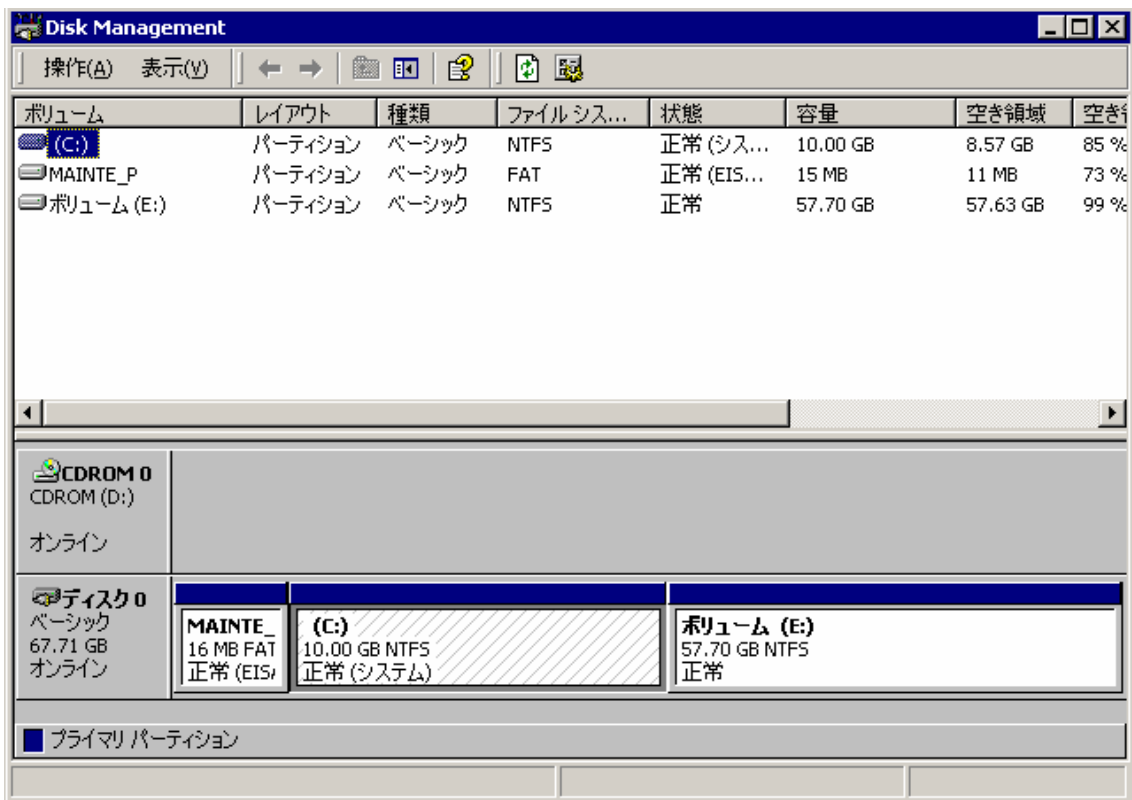 Disk Management
操作(A) 表示(V)
ボリューム レイアウト 種類 ファイル シス... 状態 容量 空き領域 空き
(C:) パーティション ベーシック NTFS 正常 (シス... 10.00 GB 8.57 GB 85 %
MAINTE_P パーティション ベーシック FAT 正常 (EIS... 15 MB 11 MB 73 %
ボリューム (E:) パーティション ベーシック NTFS 正常 57.70 GB 57.63 GB 99 %
CDROM 0
CDROM (D:)
オンライン
ディスク 0
ベーシック
67.71 GB
オンライン
MAINTE_
16 MB FAT
正常 (EISA
(C:)
10.00 GB NTFS
正常 (システム)
ボリューム (E:)
57.70 GB NTFS
正常
プライマリ パーティション